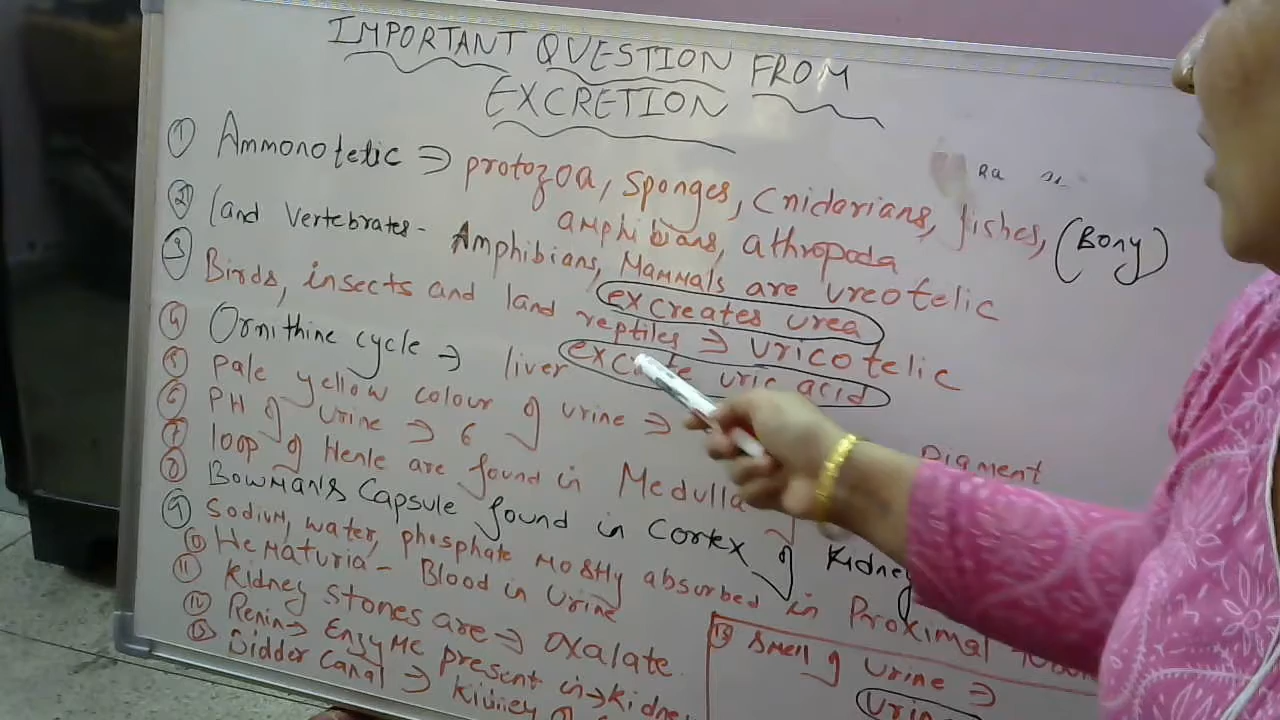 IMPORTANT QUESTION FROM
EXCRETION
① Ammonotelic ⇒ protozoa, sponges, Cnidarians, fishes, (Bony)
amphibians, athropoda
② land Vertebrates - Amphibians, Mammals are ureotelic
excreates urea
③ Birds, insects and land reptiles ⇒ uricotelic
excrete uric acid
④ Ornithine cycle ⇒ liver
⑤ Pale yellow colour of urine ⇒
Pigment
⑥ PH of urine ⇒ 6
⑦ loop of Henle are found in Medulla
⑧ Bowmans Capsule found in Cortex of Kidney
⑨ Sodium, water, phosphate mostly absorbed in Proximal
⑩ Hematuria - Blood in Urine
⑪ Kidney stones are ⇒ oxalate
⑫ Renin ⇒ Enzyme present in ⇒ kidney
⑬ Bidder Canal ⇒ kidney of
⑬ Smell of urine ⇒